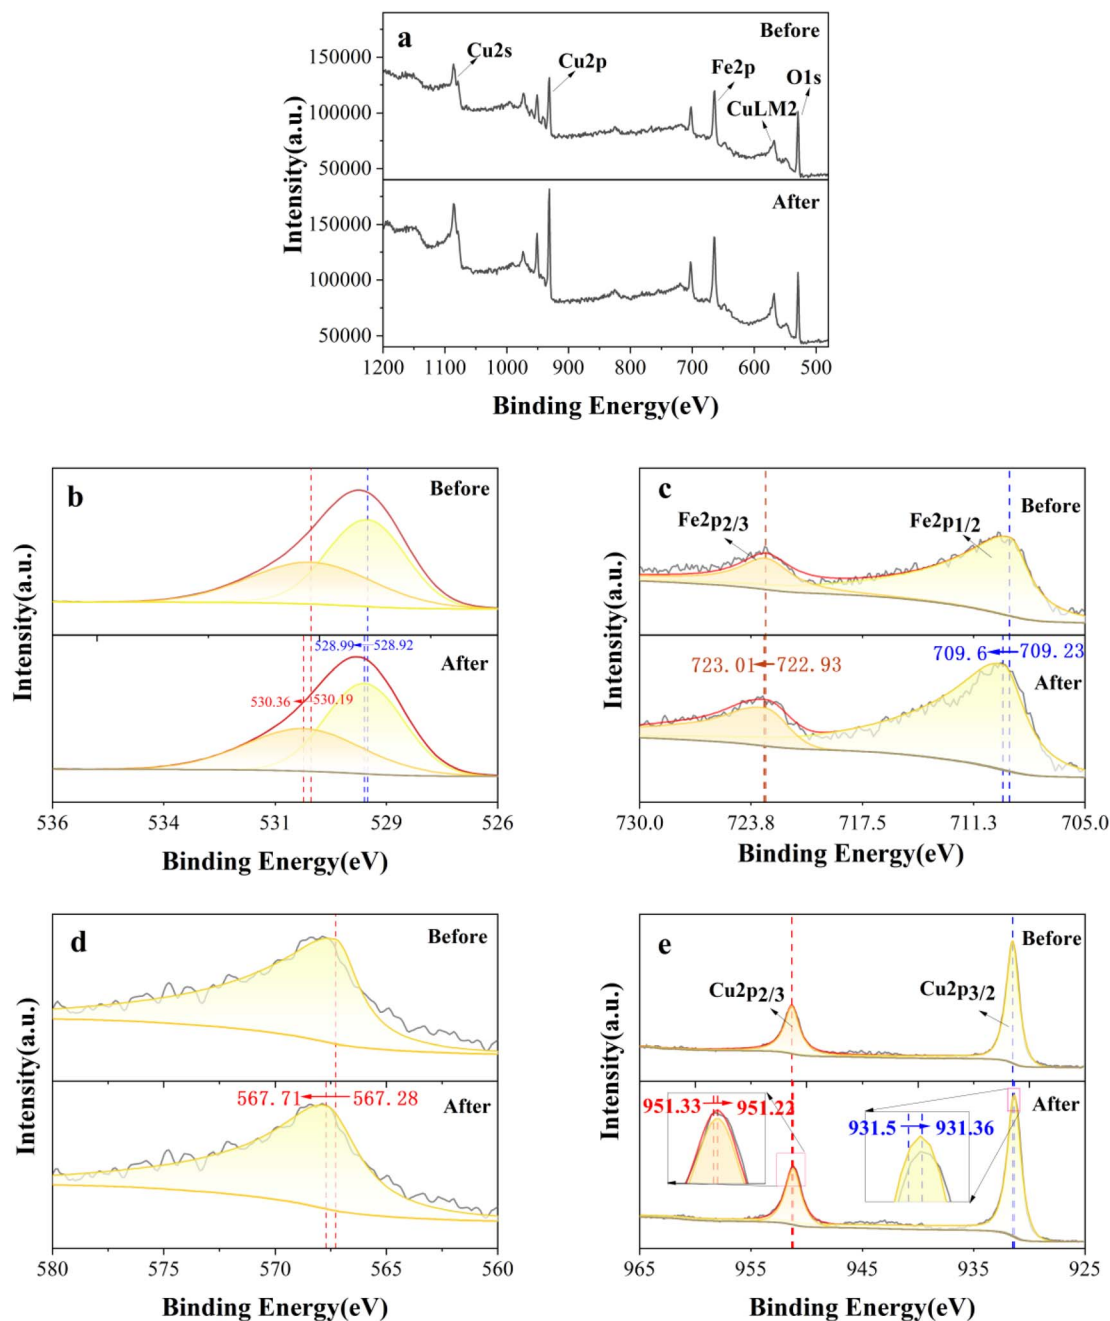 a
Before
Cu2s
Cu2p
Fe2p
O1s
CuLM2
150000
100000
50000
After
150000
100000
50000
Intensity(a.u.)
1200 1100 1000 900 800 700 600 500
Binding Energy(eV)
b
Before
528.99 528.92
After
530.36 530.19
Intensity(a.u.)
536 534 531 529 526
Binding Energy(eV)
c
Before
Fe2p2/3
Fe2p1/2
723.01 722.93
709.6 709.23
After
Intensity(a.u.)
730.0 723.8 717.5 711.3 705.0
Binding Energy(eV)
d
Before
567.71 567.28
After
Intensity(a.u.)
580 575 570 565 560
Binding Energy(eV)
e
Before
Cu2p2/3
Cu2p3/2
After
951.33 951.22
931.5 931.36
Intensity(a.u.)
965 955 945 935 925
Binding Energy(eV)